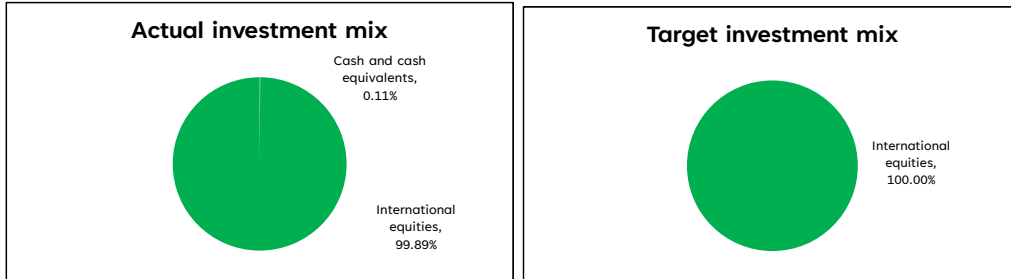 Actual investment mix
Cash and cash
equivalents,
0.11%
International
equities,
99.89%
Target investment mix
International
equities,
100.00%